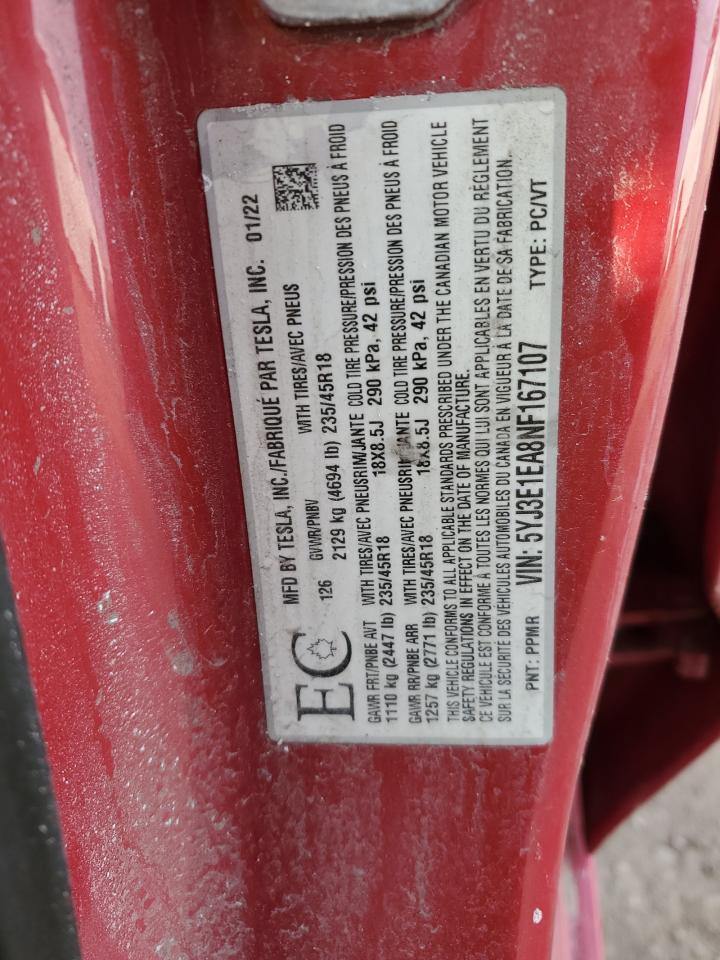 MFD BY TESLA, INC./FABRIQUÉ PAR TESLA, INC. 01/22
EC
126 GVWR/PNBV WITH TIRES/AVEC PNEUS
2129 kg (4694 lb) 235/45R18
GAWR FRT/PNBE AVT WITH TIRES/AVEC PNEUS RIM/JANTE COLD TIRE PRESSURE/PRESSION DES PNEUS À FROID
1110 kg (2447 lb) 235/45R18 18X8.5J 290 kPa, 42 psi
GAWR RR/PNBE ARR WITH TIRES/AVEC PNEUS RIM/JANTE COLD TIRE PRESSURE/PRESSION DES PNEUS À FROID
1257 kg (2771 lb) 235/45R18 18X8.5J 290 kPa, 42 psi
THIS VEHICLE CONFORMS TO ALL APPLICABLE STANDARDS PRESCRIBED UNDER THE CANADIAN MOTOR VEHICLE
SAFETY REGULATIONS IN EFFECT ON THE DATE OF MANUFACTURE.
CE VEHICULE EST CONFORME À TOUTES LES NORMES QUI LUI SONT APPLICABLES EN VERTU DU RÈGLEMENT
SUR LA SECURITE DES VEHICULES AUTOMOBILES DU CANADA EN VIGUEUR À LA DATE DE SA FABRICATION.
PNT: PPMR VIN: 5YJ3E1EA8NF167107 TYPE: PC/VT